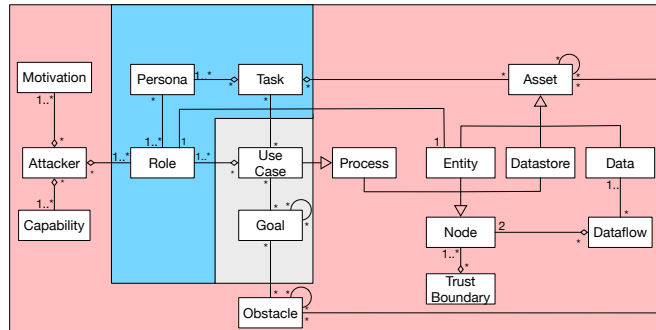 * *
Motivation Persona 1..* * Task * * Asset *
1..* * * *
* 1..* 1 1
Attacker * 1..* Role 1..* * Use Case Process Entity Datastore Data
* * 1..
1..* * * *
Capability Goal * Node 2 * Dataflow
* 1..* *
Trust Boundary
* *
Obstacle * *